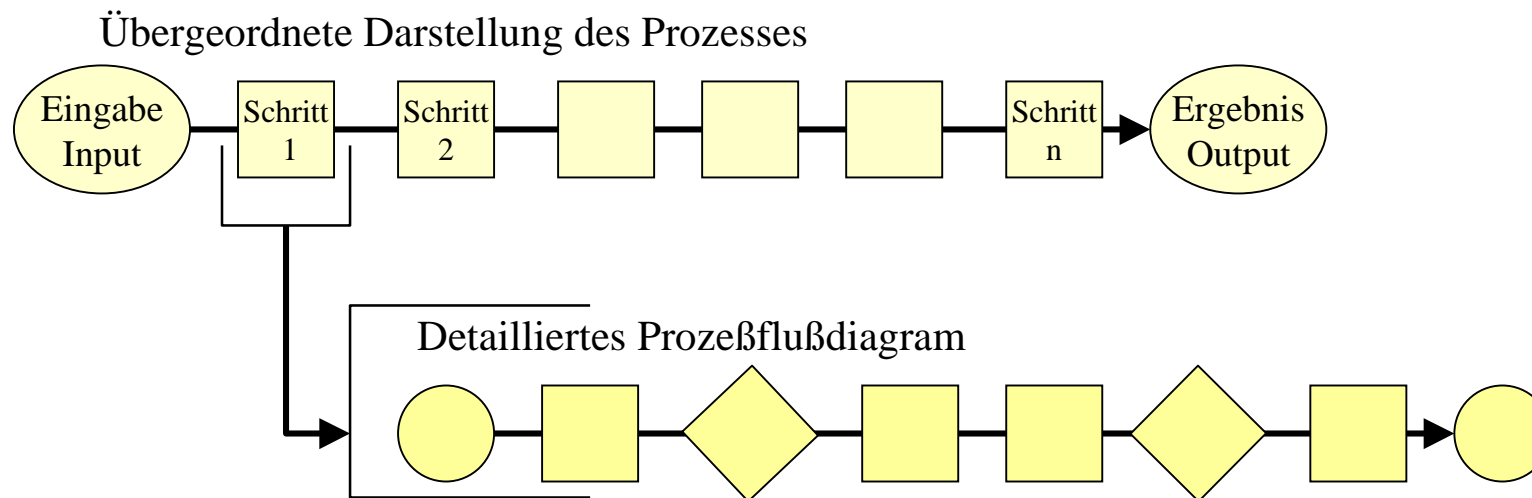 Übergeordnete Darstellung des Prozesses
Eingabe
Input
Schritt
1
Schritt
2
Schritt
n
Ergebnis
Output
Detailliertes Prozeßflußdiagram